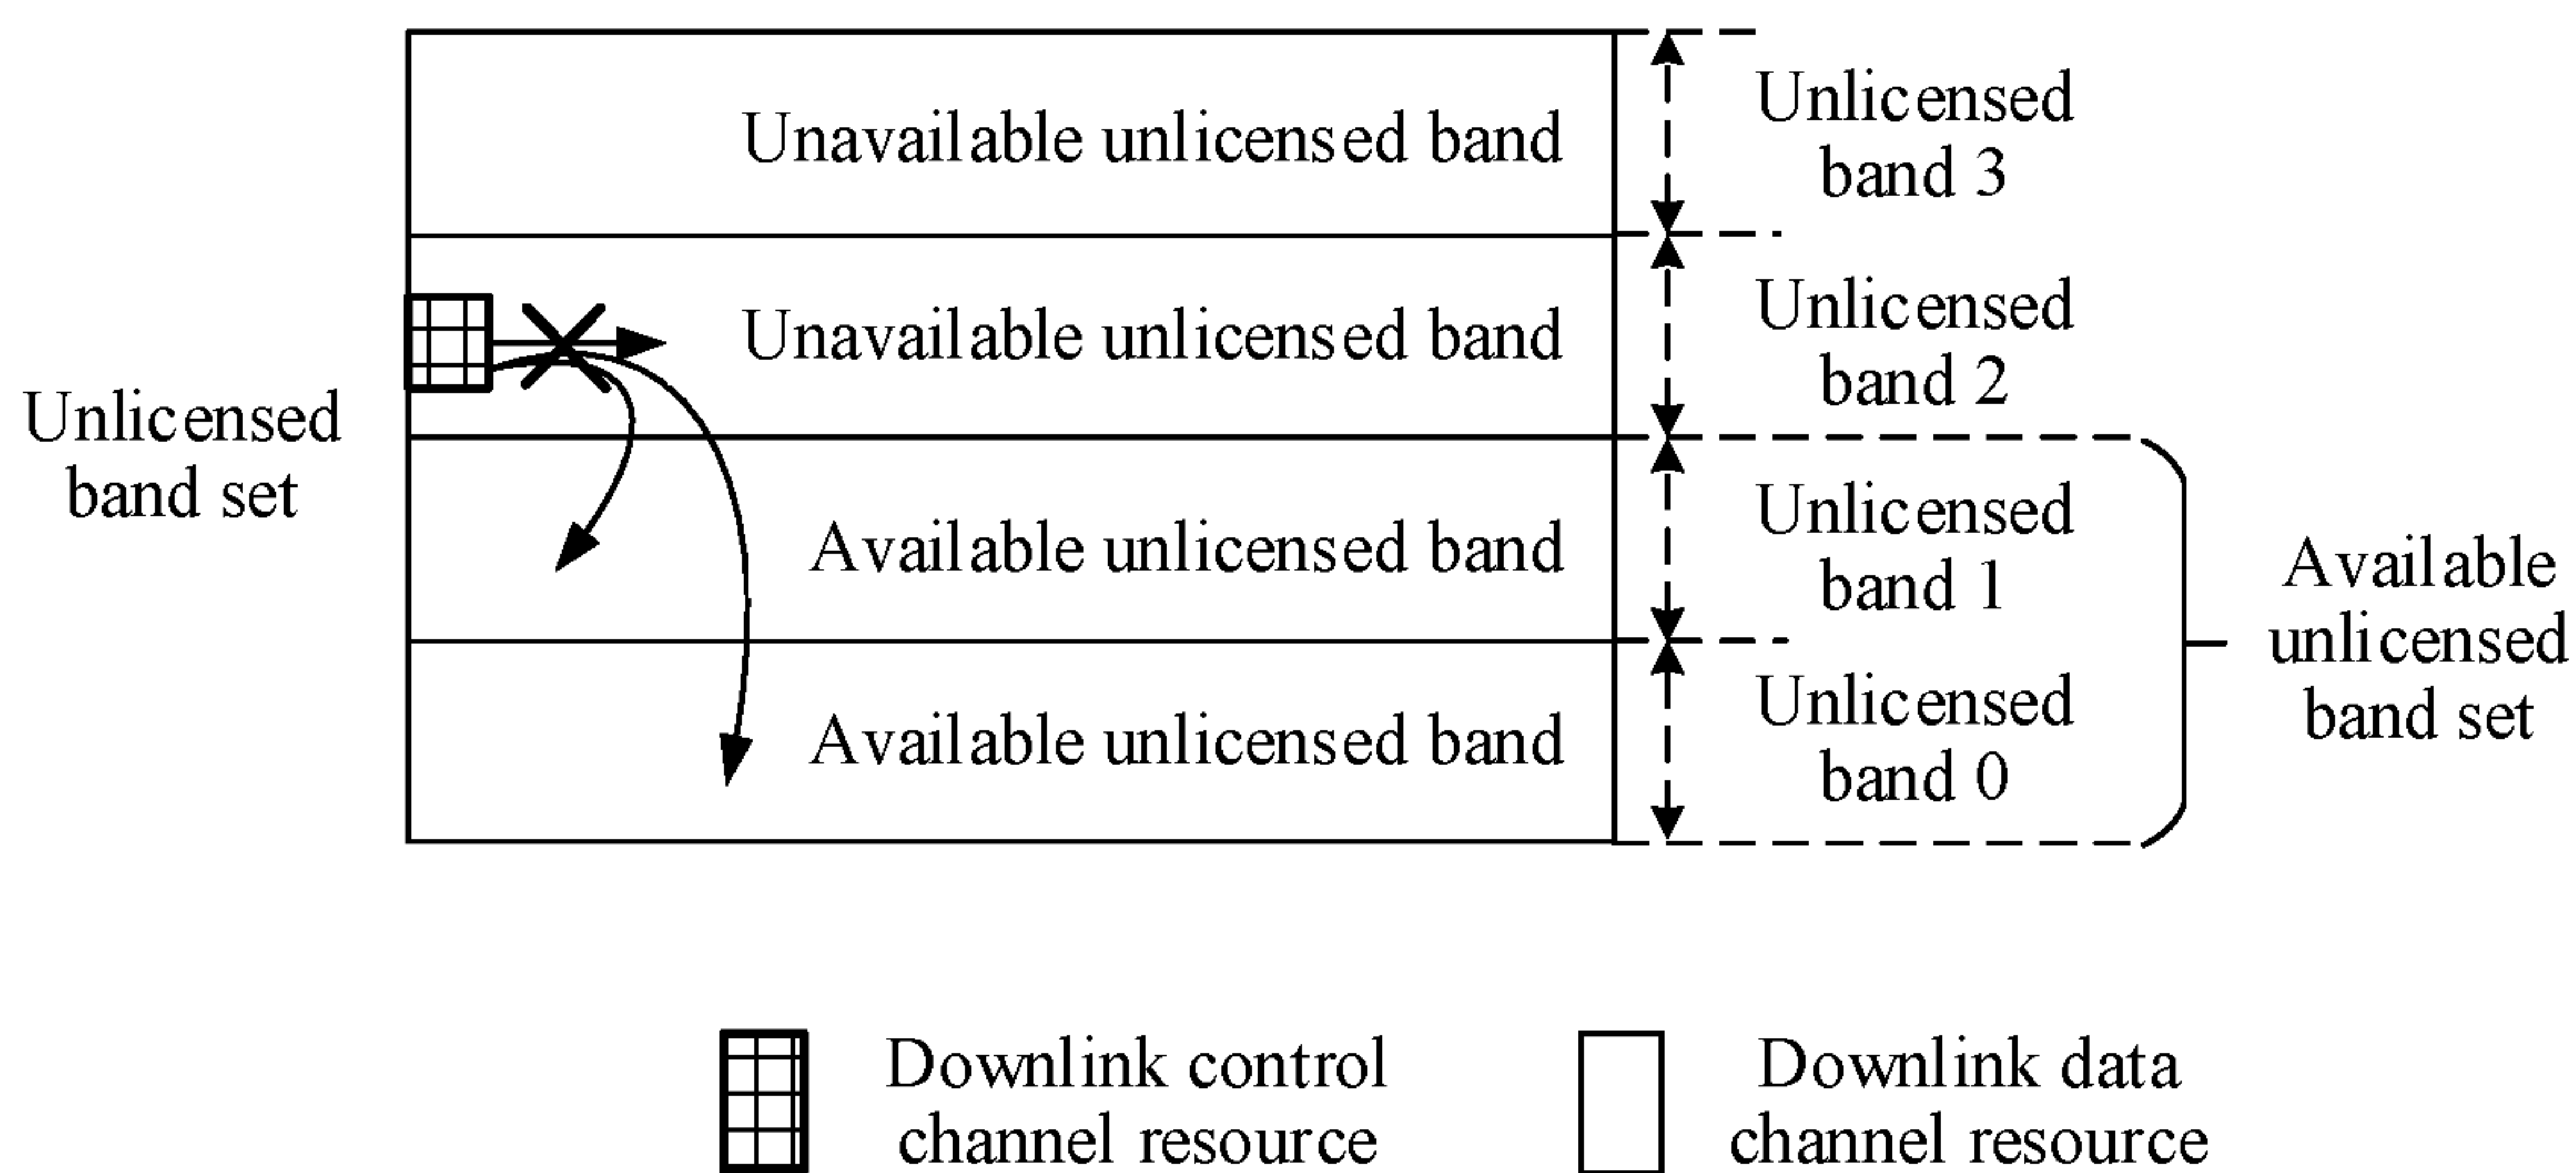 Unlicensed
band set
Unavailable unlicensed band
Unavailable unlicensed band
Available unlicensed band
Available unlicensed band
Unlicensed
band 3
Unlicensed
band 2
Unlicensed
band 1
Unlicensed
band 0
Available
unlicensed
band set
Downlink control
channel resource
Downlink data
channel resource